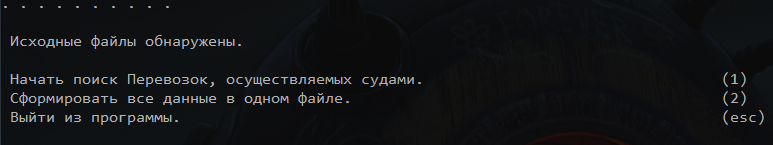 . . . . . . . . . .
Исходные файлы обнаружены.
Начать поиск Перевозок, осуществляемых судами. (1)
Сформировать все данные в одном файле. (2)
Выйти из программы. (esc)